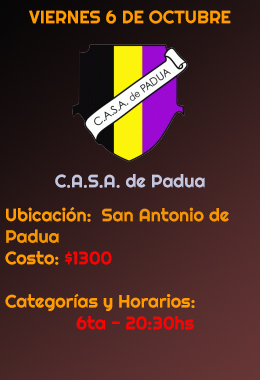 VIERNES 6 DE OCTUBRE
C.A.S.A. de PADUA
C.A.S.A. de Padua
Ubicación: San Antonio de
Padua
Costo: $1300
Categorías y Horarios:
6ta - 20:30hs